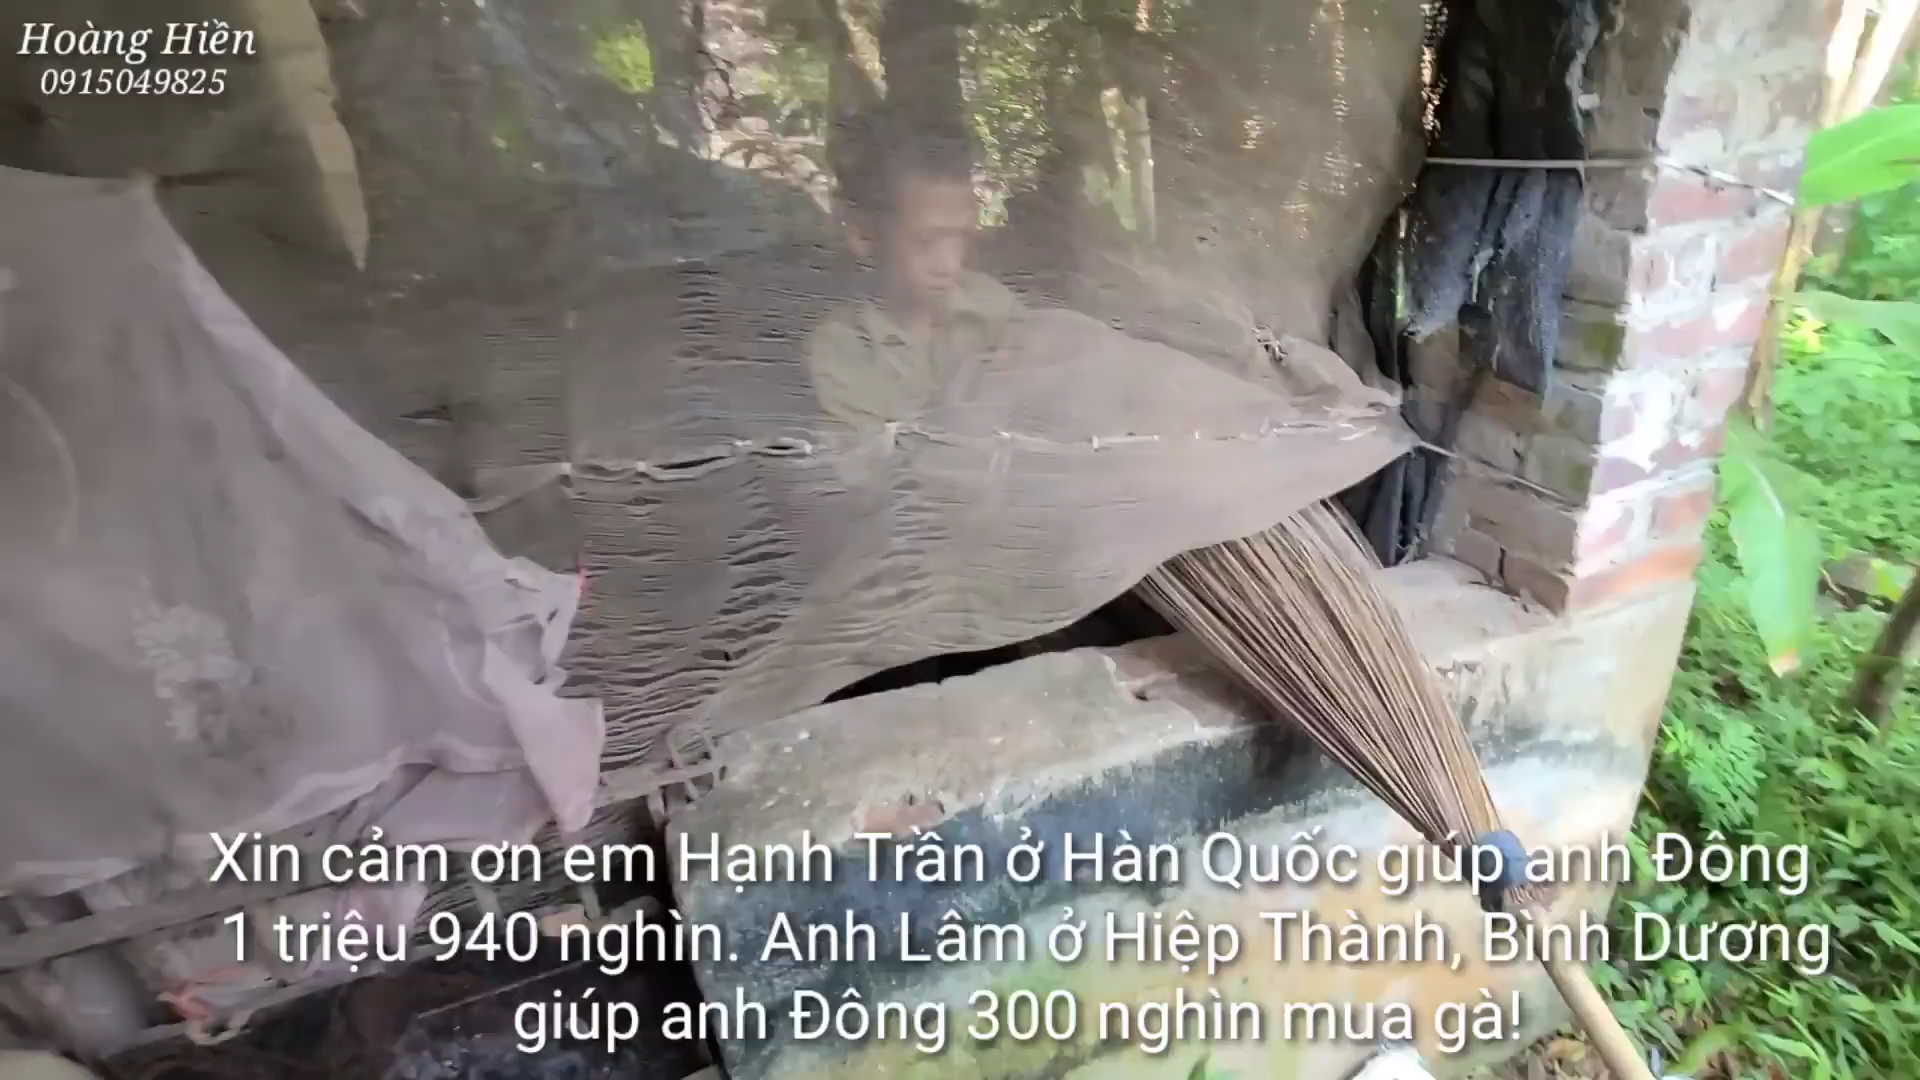 Hoàng Hiền
0915049825
Xin cảm ơn em Hạnh Trần ở Hàn Quốc giúp anh Đông
1 triệu 940 nghìn. Anh Lâm ở Hiệp Thành, Bình Dương
giúp anh Đông 300 nghìn mua gà!